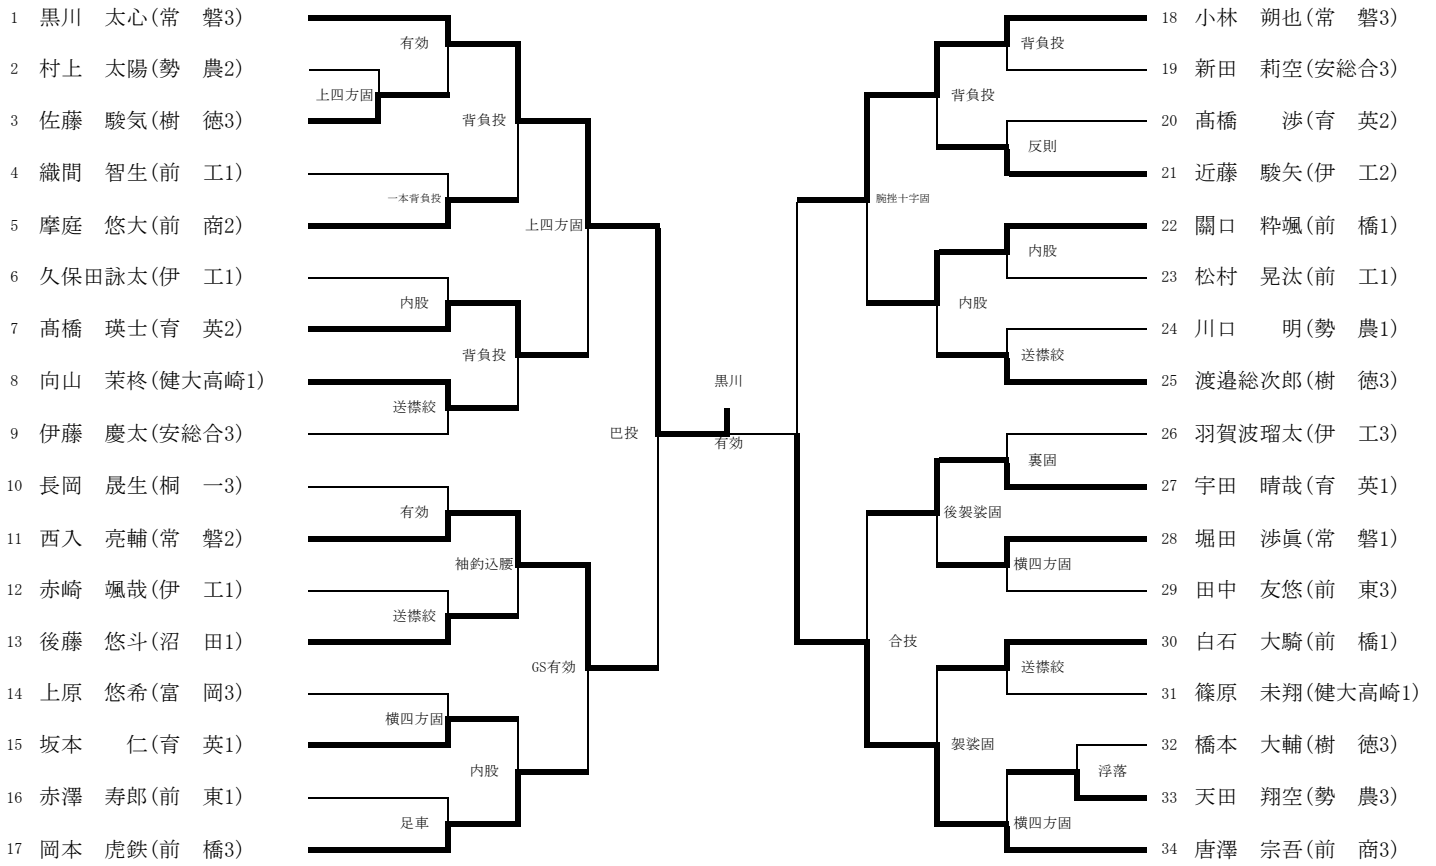 1 黒川 太心(常 磐3)
2 村上 太陽(勢 農2)
3 佐藤 駿気(樹 徳3)
4 織間 智生(前 工1)
5 摩庭 悠大(前 商2)
6 久保田詠太(伊 工1)
7 髙橋 瑛士(育 英2)
8 向山 茉柊(健大高崎1)
9 伊藤 慶太(安総合3)
10 長岡 晟生(桐 一3)
11 西入 亮輔(常 磐2)
12 赤崎 颯哉(伊 工1)
13 後藤 悠斗(沼 田1)
14 上原 悠希(富 岡3)
15 坂本 仁(育 英1)
16 赤澤 寿郎(前 東1)
17 岡本 虎鉄(前 橋3)
有効
上四方固
背負投
一本背負投
上四方固
内股
背負投
送襟絞
巴投
有効
袖釣込腰
送襟絞
GS有効
横四方固
内股
足車
黒川
有効
背負投
背負投
反則
腕挫十字固
内股
内股
送襟絞
裏固
後袈裟固
横四方固
合技
送襟絞
袈裟固
浮落
横四方固
18 小林 朔也(常 磐3)
19 新田 莉空(安総合3)
20 髙橋 渉(育 英2)
21 近藤 駿矢(伊 工2)
22 關口 粋颯(前 橋1)
23 松村 晃汰(前 工1)
24 川口 明(勢 農1)
25 渡邉総次郎(樹 徳3)
26 羽賀波瑠太(伊 工3)
27 宇田 晴哉(育 英1)
28 堀田 渉眞(常 磐1)
29 田中 友悠(前 東3)
30 白石 大騎(前 橋1)
31 篠原 未翔(健大高崎1)
32 橋本 大輔(樹 徳3)
33 天田 翔空(勢 農3)
34 唐澤 宗吾(前 商3)